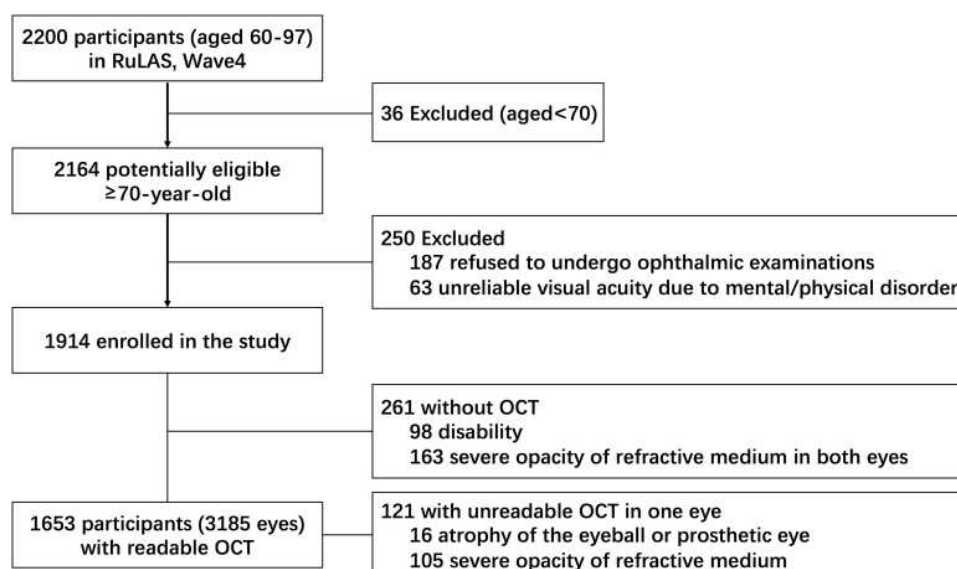 2200 participants (aged 60-97)
in RuLAS, Wave4
36 Excluded (aged<70)
2164 potentially eligible
≥70-year-old
250 Excluded
187 refused to undergo ophthalmic examinations
63 unreliable visual acuity due to mental/physical disorder
1914 enrolled in the study
261 without OCT
98 disability
163 severe opacity of refractive medium in both eyes
1653 participants (3185 eyes)
with readable OCT
121 with unreadable OCT in one eye
16 atrophy of the eyeball or prosthetic eye
105 severe opacity of refractive medium